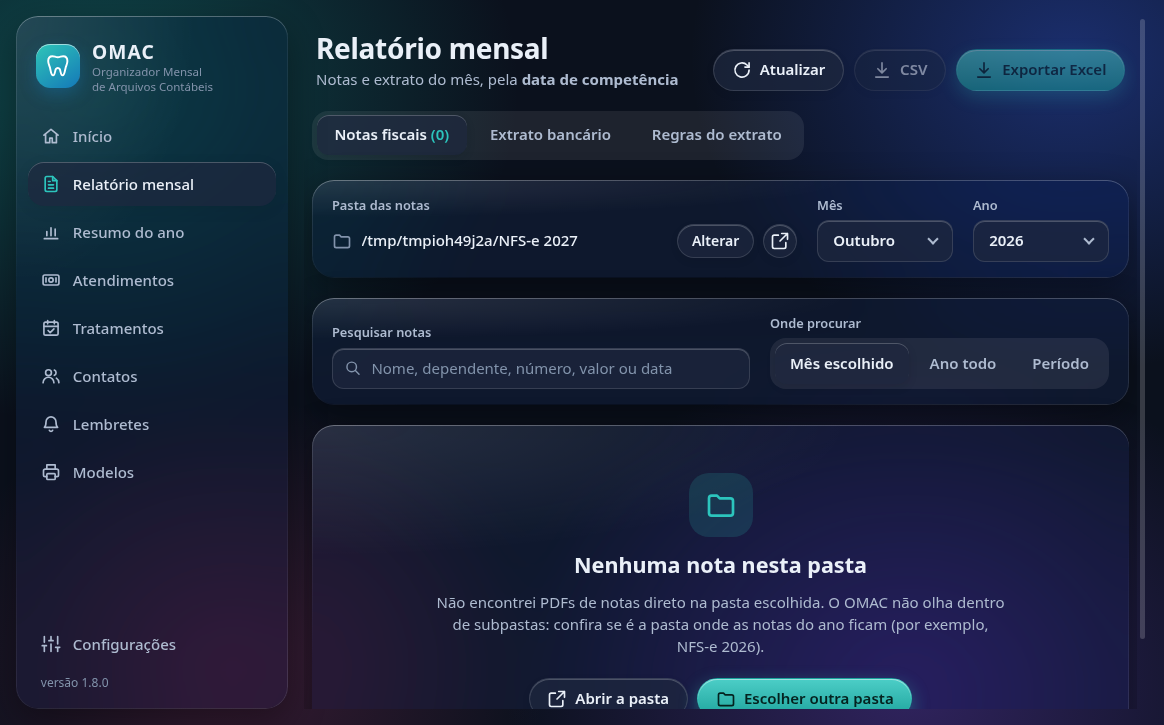 OMAC
Organizador Mensal
de Arquivos Contábeis
Início
Relatório mensal
Resumo do ano
Atendimentos
Tratamentos
Contatos
Lembretes
Modelos
Configurações
versão 1.8.0
Relatório mensal
Notas e extrato do mês, pela data de competência
Atualizar
CSV
Exportar Excel
Notas fiscais (0)
Extrato bancário
Regras do extrato
Pasta das notas
/tmp/tmpioh49j2a/NFS-e 2027
Alterar
Mês
Outubro
Ano
2026
Pesquisar notas
Nome, dependente, número, valor ou data
Onde procurar
Mês escolhido
Ano todo
Período
Nenhuma nota nesta pasta
Não encontrei PDFs de notas direto na pasta escolhida. O OMAC não olha dentro
de subpastas: confira se é a pasta onde as notas do ano ficam (por exemplo,
NFS-e 2026).
Abrir a pasta
Escolher outra pasta